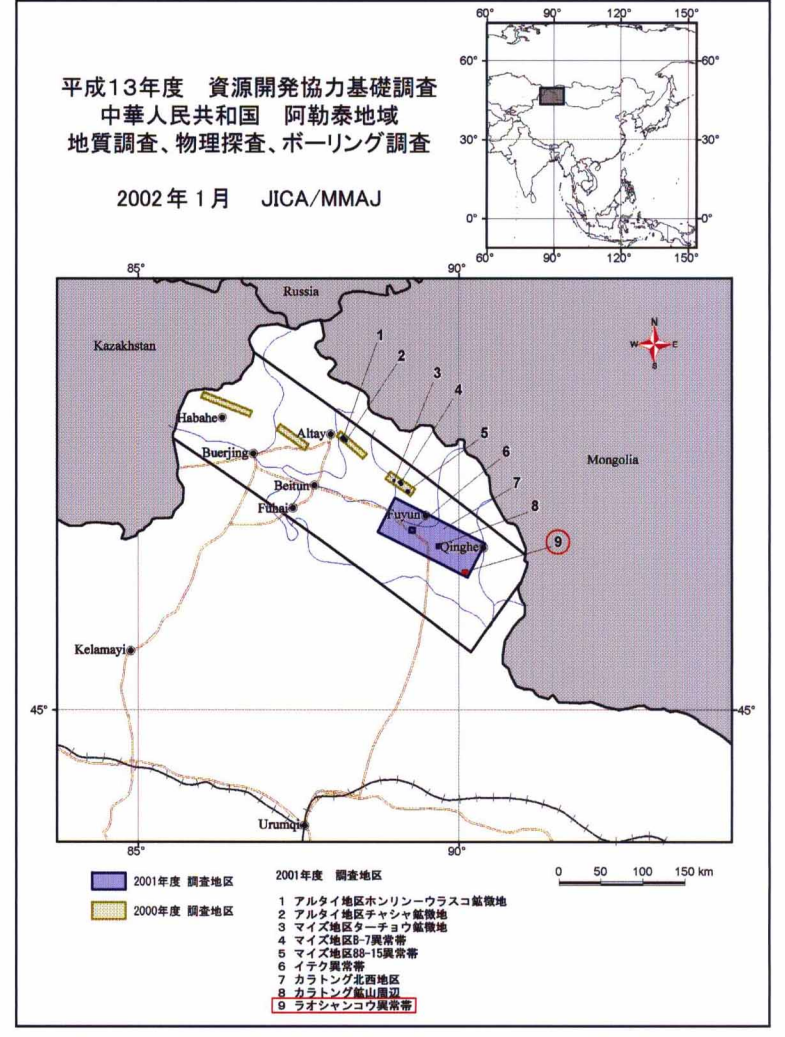 平成13年度 資源開発協力基礎調査
中華人民共和国 阿勒泰地域
地質調査、物理探査、ボーリング調査
2002年1月 JICA/MMAJ
60° 90° 120° 150°
60° 60°
30° 30°
0° 0°
60° 90° 120° 150°
85° 90°
Russia
Kazakhstan
Mongolia
N
W E
S
1
2
3
4
5
6
7
8
9
Habahe
Altay
Buerjing
Beitun
Fuhai
Fuyun
Qinghe
Kelamayi
45° 45°
Urumqi
85° 90°
2001年度 調査地区
2000年度 調査地区
0 50 100 150 km
2001年度 調査地区
1 アルタイ地区ホンリンーウラスコ鉱徴地
2 アルタイ地区チャシャ鉱徴地
3 マイズ地区ターチョウ鉱徴地
4 マイズ地区B-7異常帯
5 マイズ地区88-15異常帯
6 イテク異常帯
7 カラトング北西地区
8 カラトング鉱山周辺
9 ラオシャンコウ異常帯